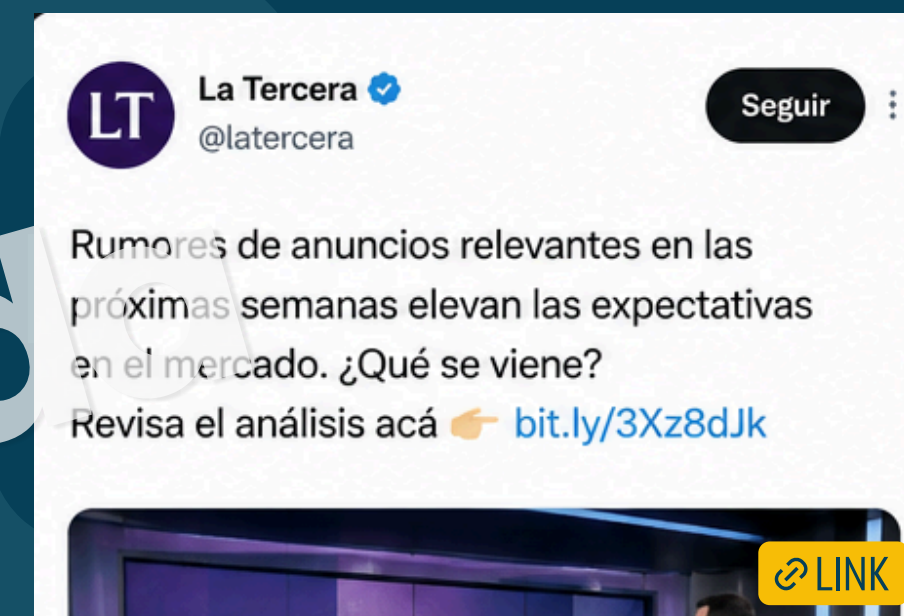 LT
La Tercera
@latercera
Seguir
Rumores de anuncios relevantes en las
próximas semanas elevan las expectativas
en el mercado. ¿Qué se viene?
Revisa el análisis acá 👉 bit.ly/3Xz8dJk
LINK